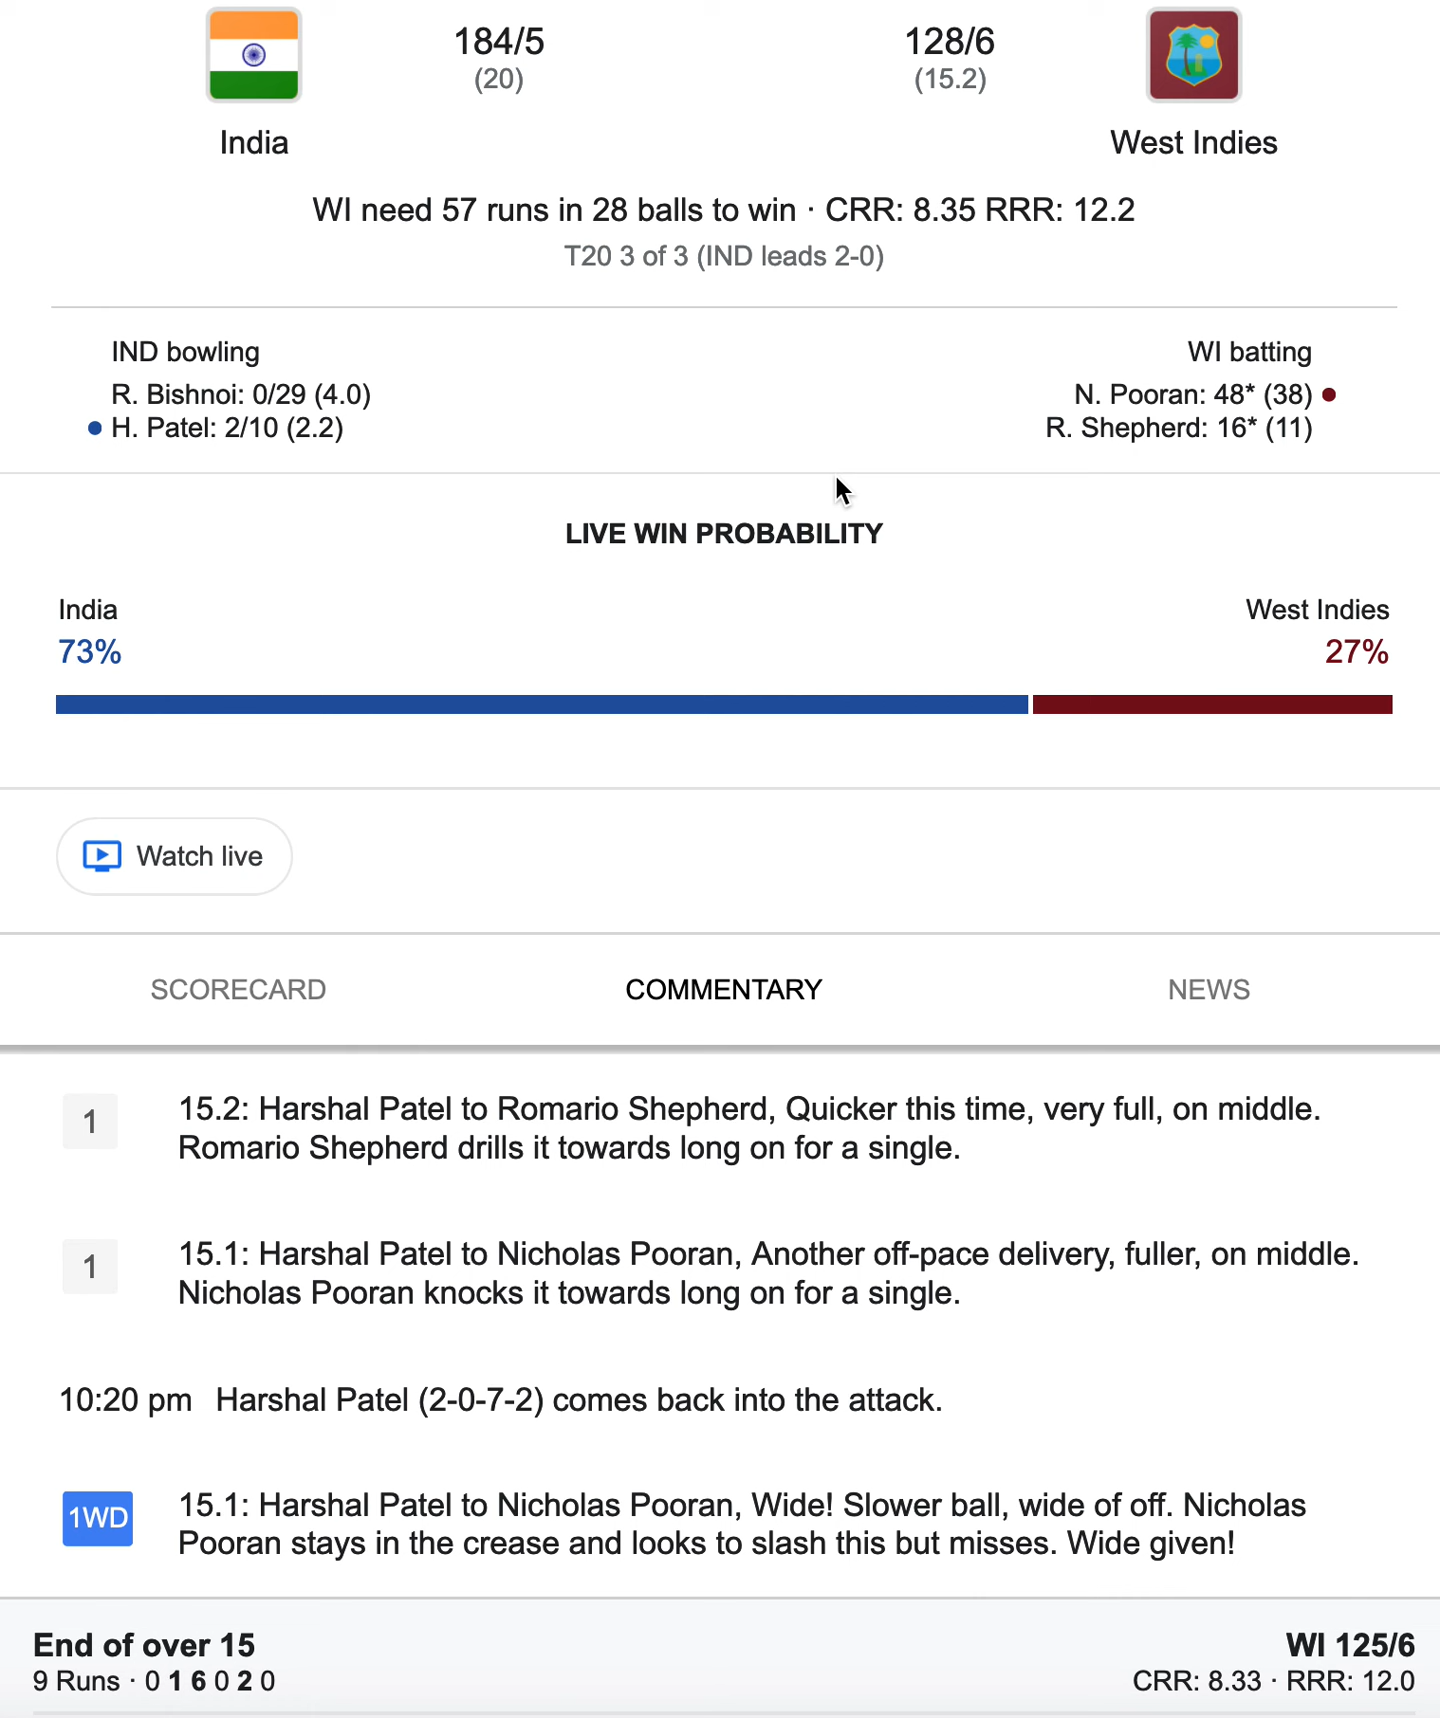 184/5
(20)
128/6
(15.2)
India
West Indies
WI need 57 runs in 28 balls to win · CRR: 8.35 RRR: 12.2
T20 3 of 3 (IND leads 2-0)
IND bowling
R. Bishnoi: 0/29 (4.0)
H. Patel: 2/10 (2.2)
WI batting
N. Pooran: 48* (38)
R. Shepherd: 16* (11)
LIVE WIN PROBABILITY
India
73%
West Indies
27%
Watch live
SCORECARD
COMMENTARY
NEWS
1
15.2: Harshal Patel to Romario Shepherd, Quicker this time, very full, on middle.
Romario Shepherd drills it towards long on for a single.
1
15.1: Harshal Patel to Nicholas Pooran, Another off-pace delivery, fuller, on middle.
Nicholas Pooran knocks it towards long on for a single.
10:20 pm Harshal Patel (2-0-7-2) comes back into the attack.
1WD
15.1: Harshal Patel to Nicholas Pooran, Wide! Slower ball, wide of off. Nicholas
Pooran stays in the crease and looks to slash this but misses. Wide given!
End of over 15
9 Runs · 0 1 6 0 2 0
WI 125/6
CRR: 8.33 · RRR: 12.0